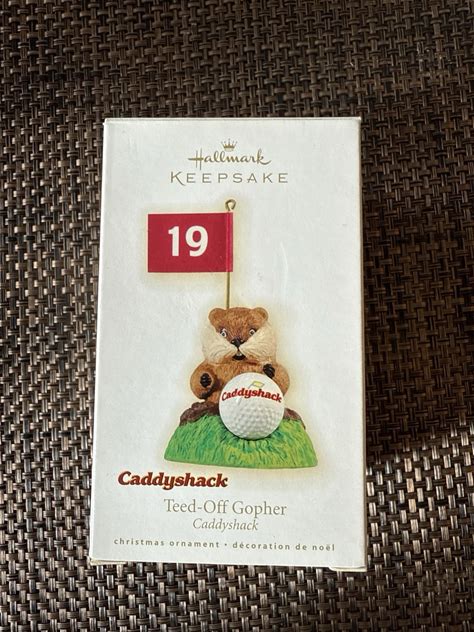 Hallmark
KEEPSAKE
19
Caddyshack
Caddyshack
Teed-Off Gopher
Caddyshack
christmas ornament • décoration de noël